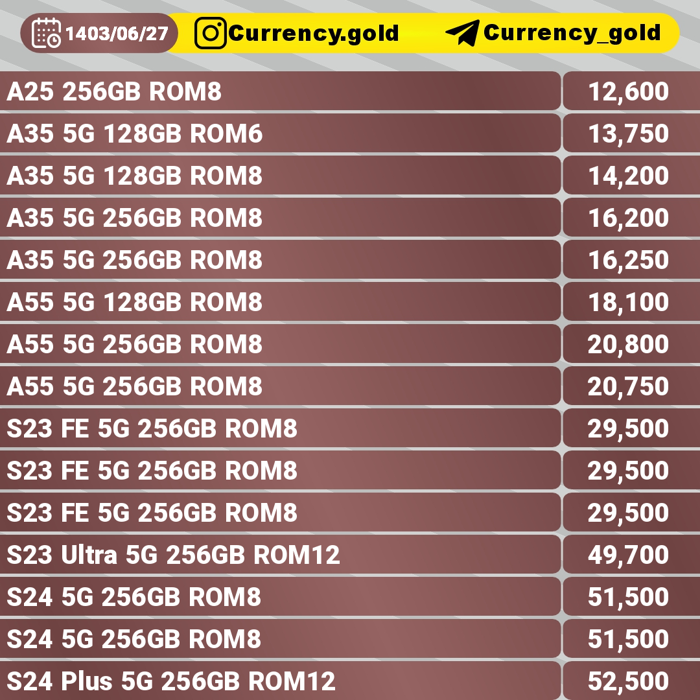 1403/06/27 Currency.gold Currency_gold
A25 256GB ROM8 12,600
A35 5G 128GB ROM6 13,750
A35 5G 128GB ROM8 14,200
A35 5G 256GB ROM8 16,200
A35 5G 256GB ROM8 16,250
A55 5G 128GB ROM8 18,100
A55 5G 256GB ROM8 20,800
A55 5G 256GB ROM8 20,750
S23 FE 5G 256GB ROM8 29,500
S23 FE 5G 256GB ROM8 29,500
S23 FE 5G 256GB ROM8 29,500
S23 Ultra 5G 256GB ROM12 49,700
S24 5G 256GB ROM8 51,500
S24 5G 256GB ROM8 51,500
S24 Plus 5G 256GB ROM12 52,500